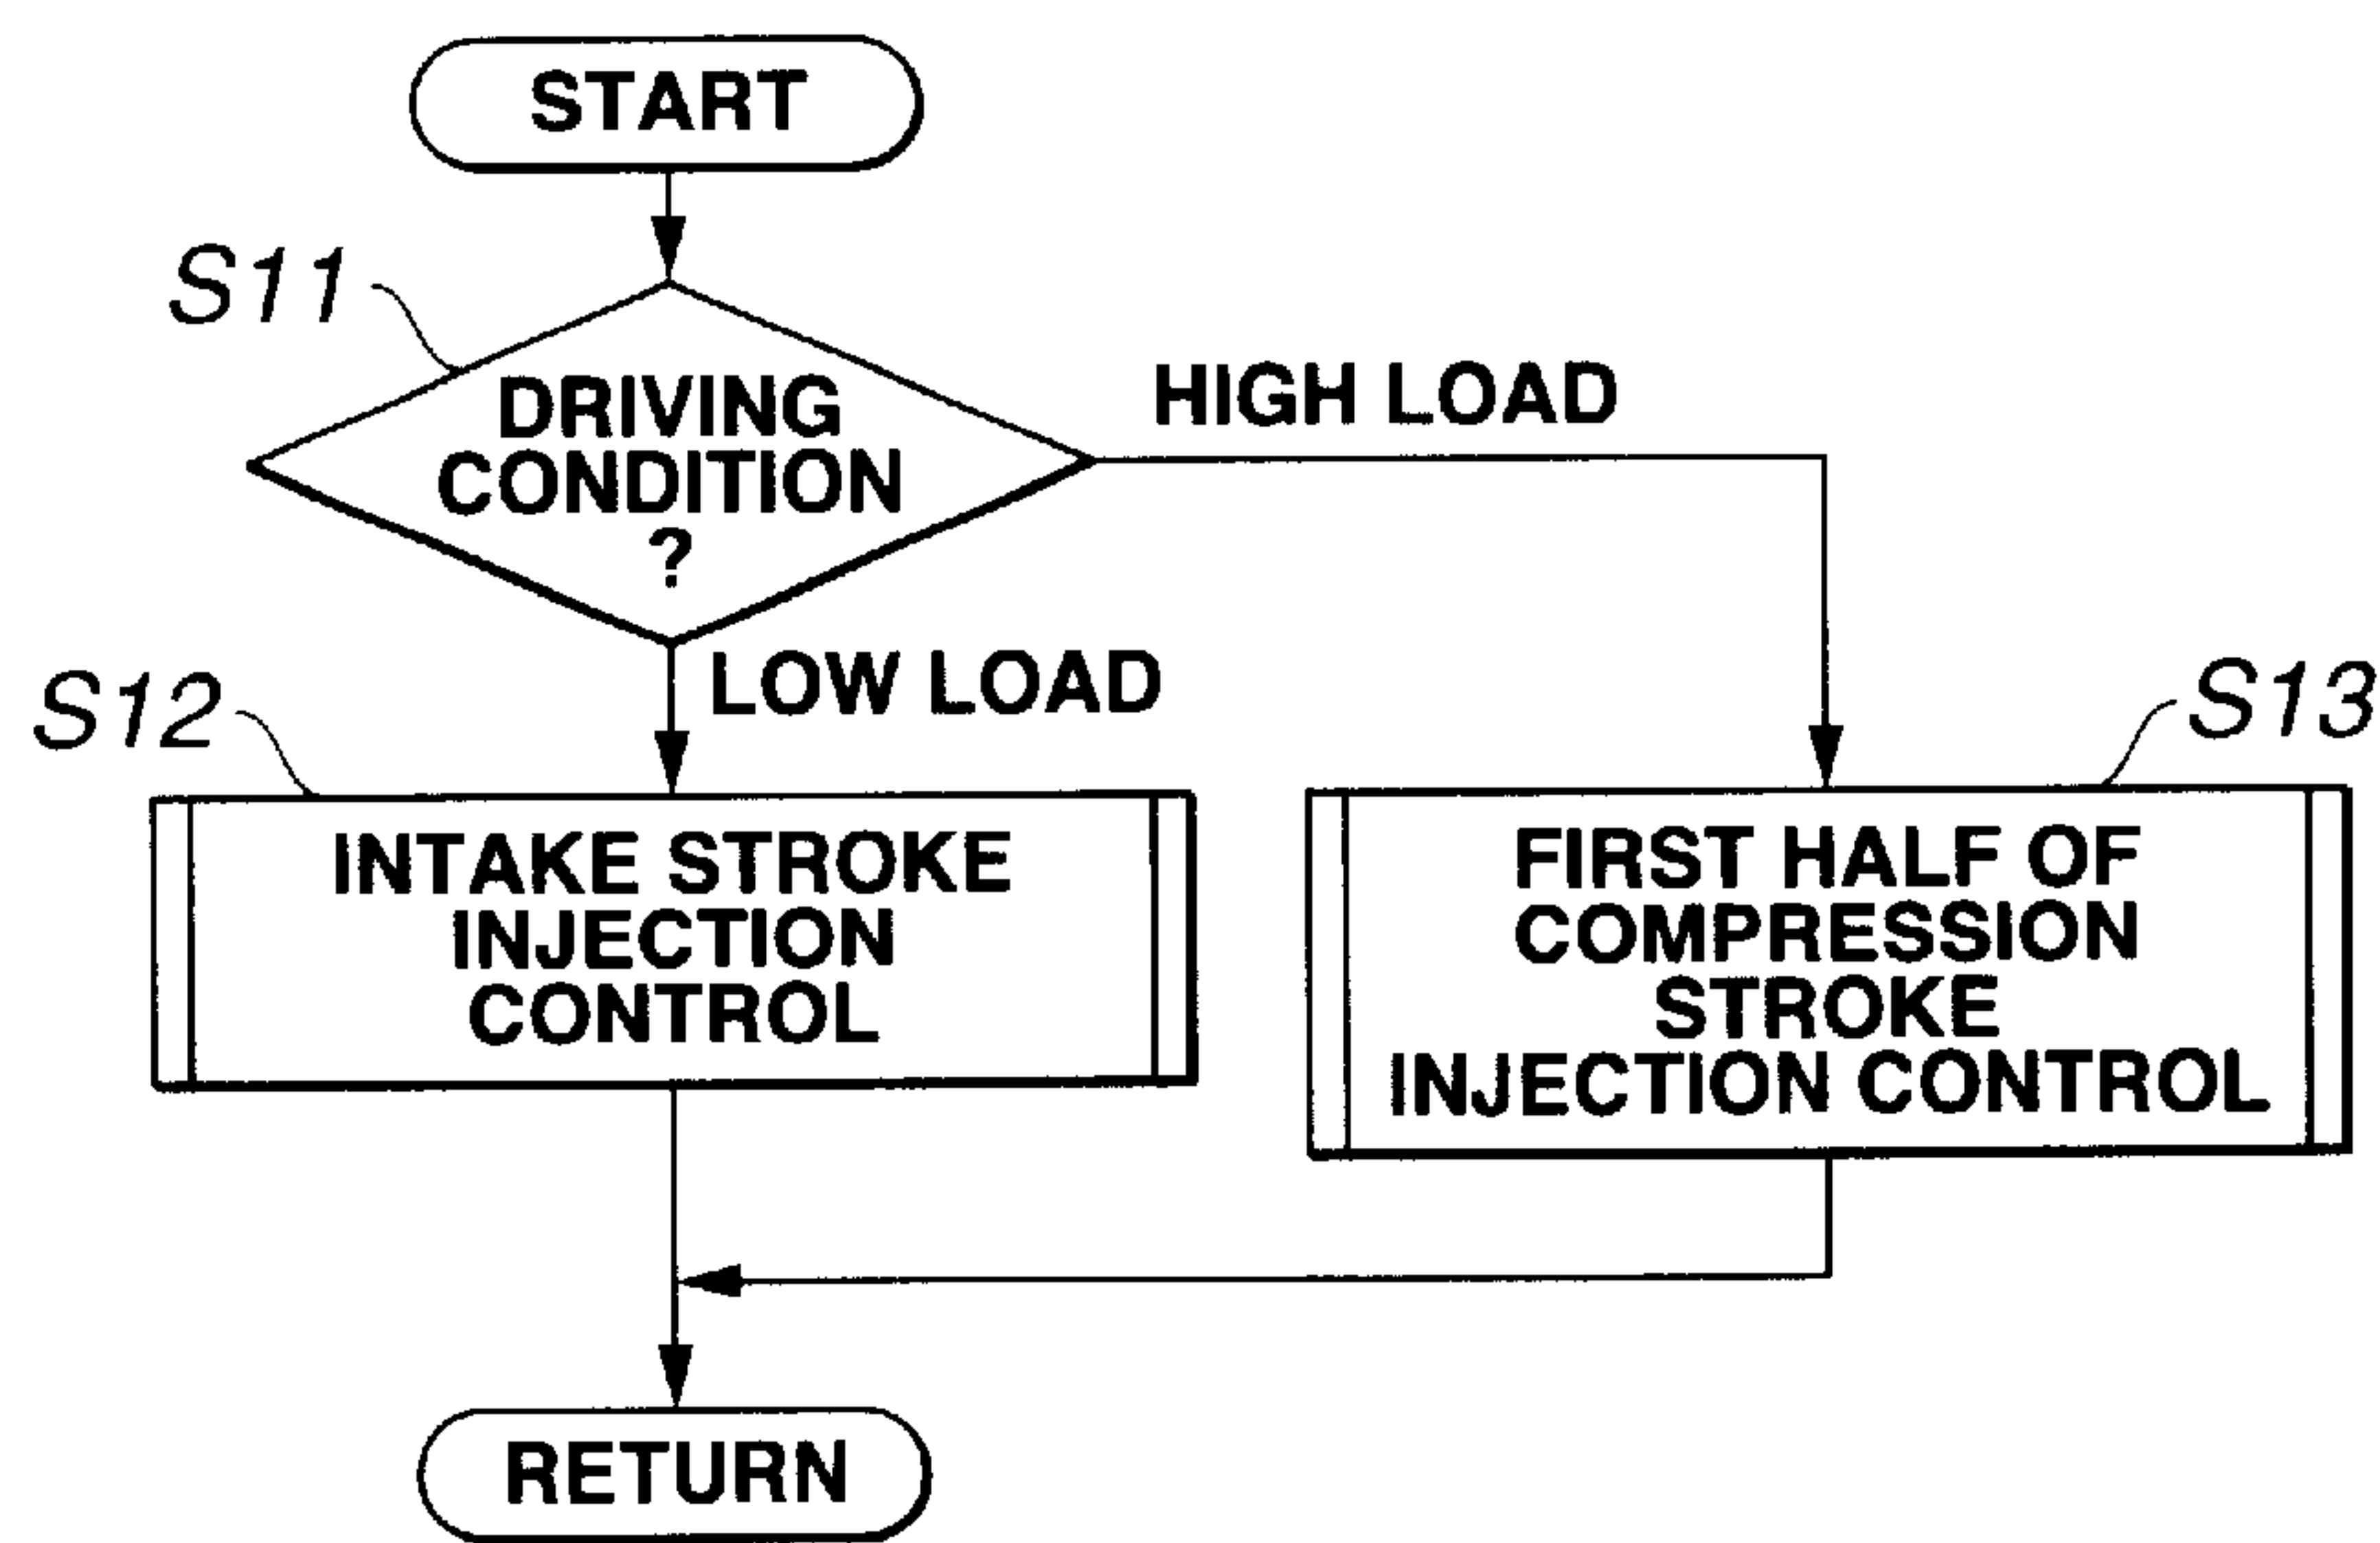 START
S11
DRIVING
CONDITION
?
HIGH LOAD
LOW LOAD
S12
INTAKE STROKE
INJECTION
CONTROL
S13
FIRST HALF OF
COMPRESSION
STROKE
INJECTION CONTROL
RETURN